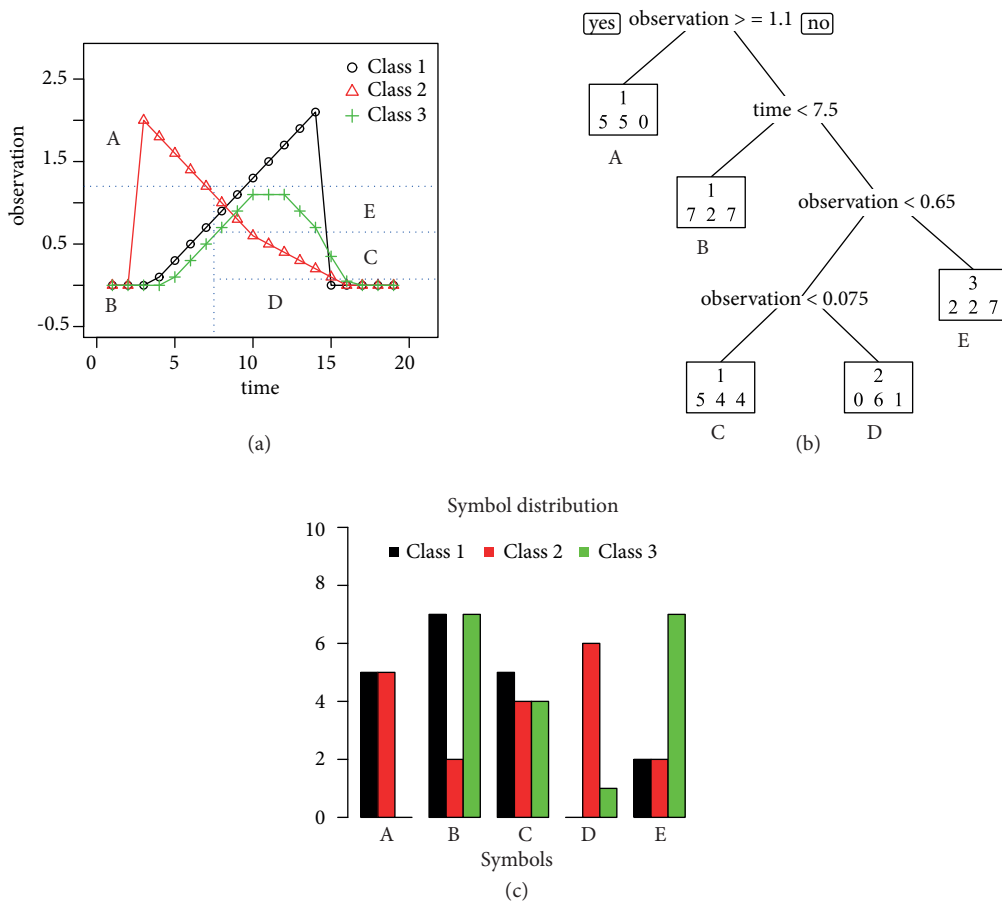 observation
2.5
1.5
0.5
-0.5
Class 1
Class 2
Class 3
A
E
C
B
D
0
5
10
15
20
time
(a)
yes
observation > = 1.1
no
1
5 5 0
A
time < 7.5
1
7 2 7
B
observation < 0.65
observation < 0.075
3
2 2 7
E
1
5 4 4
C
2
0 6 1
D
(b)
Symbol distribution
10
8
6
4
2
0
Class 1
Class 2
Class 3
A
B
C
D
E
Symbols
(c)